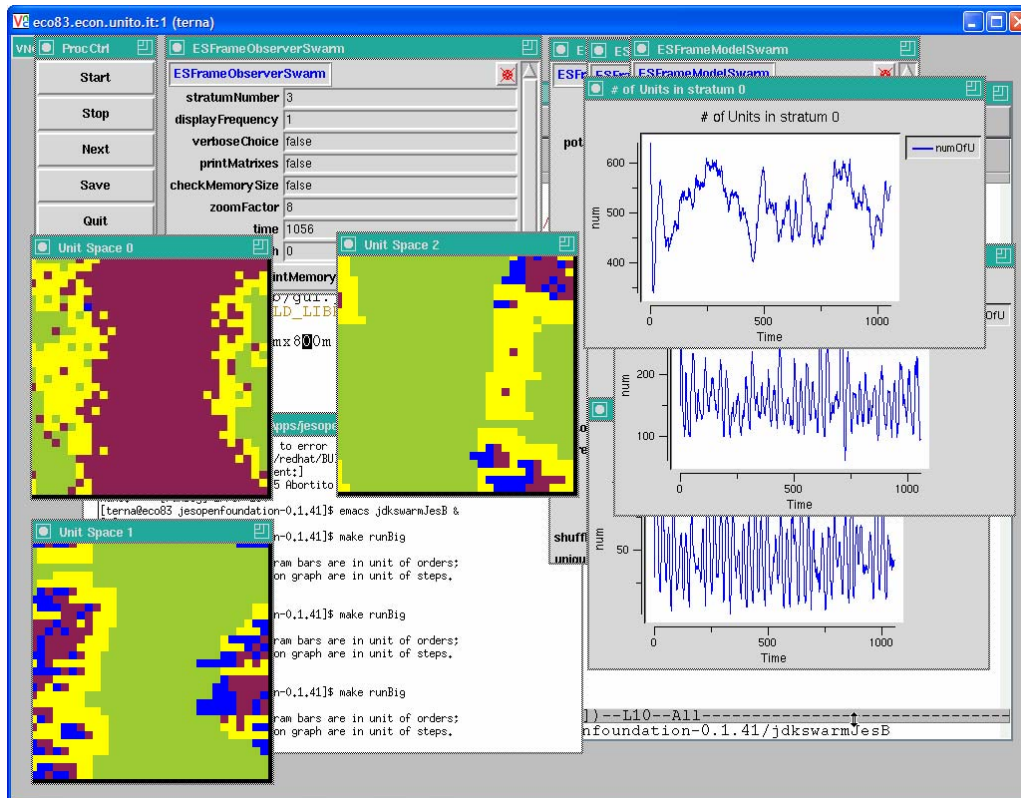 eco83.econ.unito.it:1 (terna)
ProcCtrl
Start
Stop
Next
Save
Quit
ESFrameObserverSwarm
ESFrameObserverSwarm
stratumNumber 3
displayFrequency 1
verboseChoice false
printMatrixes false
checkMemorySize false
zoomFactor 8
time 1056
0
ESFrameModelSwarm
ESFrameModelSwarm
# of Units in stratum 0
# of Units in stratum 0
numOfU
600
500
400
num
0 500 1000
Time
200
100
0 500 1000
Time
50
num
0 500 1000
Time
Unit Space 0
Unit Space 2
Unit Space 1
to error
[terna@eco83 jesopenfoundation-0.1.41]$ emacs jdkswarmJesB &
n-0.1.41]$ make runBig
ram bars are in unit of orders;
on graph are in unit of steps.
n-0.1.41]$ make runBig
ram bars are in unit of orders;
on graph are in unit of steps.
n-0.1.41]$ make runBig
ram bars are in unit of orders;
on graph are in unit of steps.
])--L10--All
nfoundation-0.1.41/jdkswarmJesB